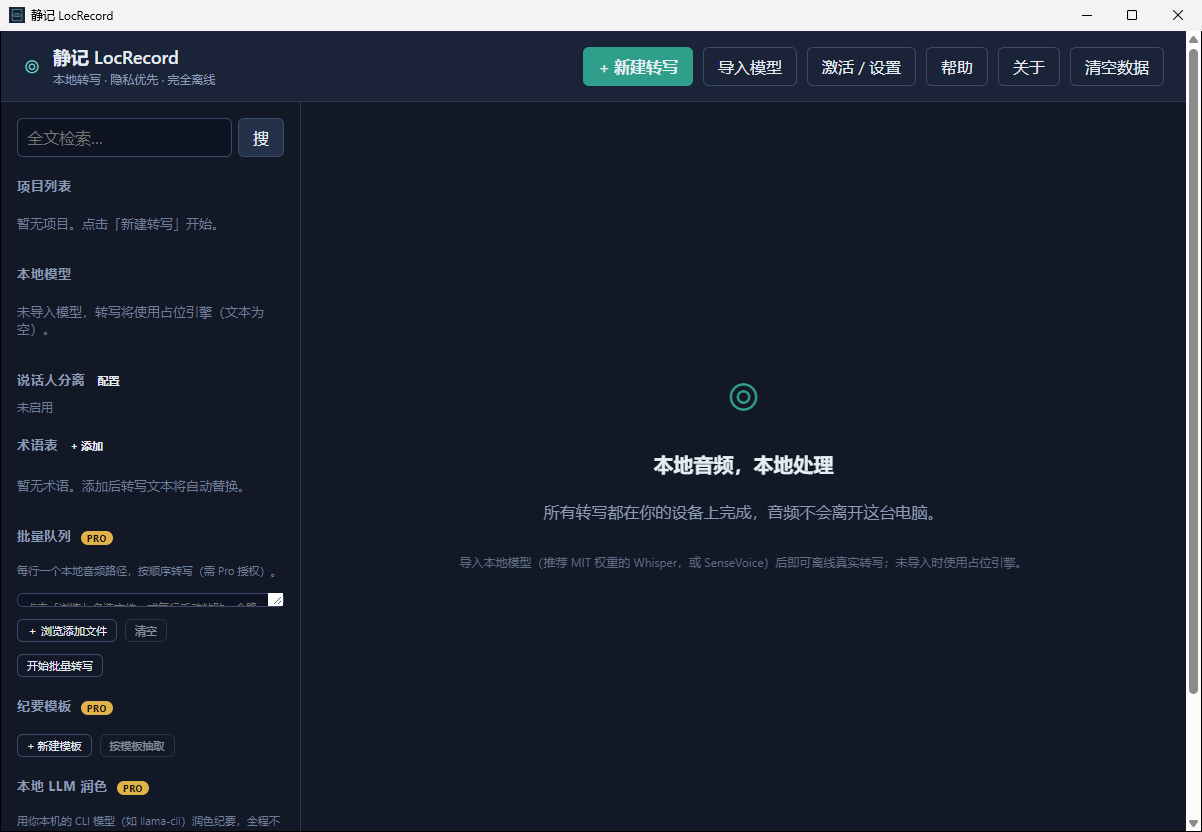 静记 LocRecord
静记 LocRecord
本地转写 · 隐私优先 · 完全离线
+ 新建转写
导入模型
激活 / 设置
帮助
关于
清空数据
全文检索...
搜
项目列表
暂无项目。点击「新建转写」开始。
本地模型
未导入模型，转写将使用占位引擎（文本为
空）。
说话人分离 配置
未启用
术语表 + 添加
暂无术语。添加后转写文本将自动替换。
批量队列 PRO
每行一个本地音频路径，按顺序转写（需 Pro 授权）。
+ 浏览添加文件
清空
开始批量转写
纪要模板 PRO
+ 新建模板
按模板抽取
本地 LLM 润色 PRO
用你本机的 CLI 模型（如 llama-cli）润色纪要，全程不
本地音频，本地处理
所有转写都在你的设备上完成，音频不会离开这台电脑。
导入本地模型（推荐 MIT 权重的 Whisper，或 SenseVoice）后即可离线真实转写；未导入时使用占位引擎。